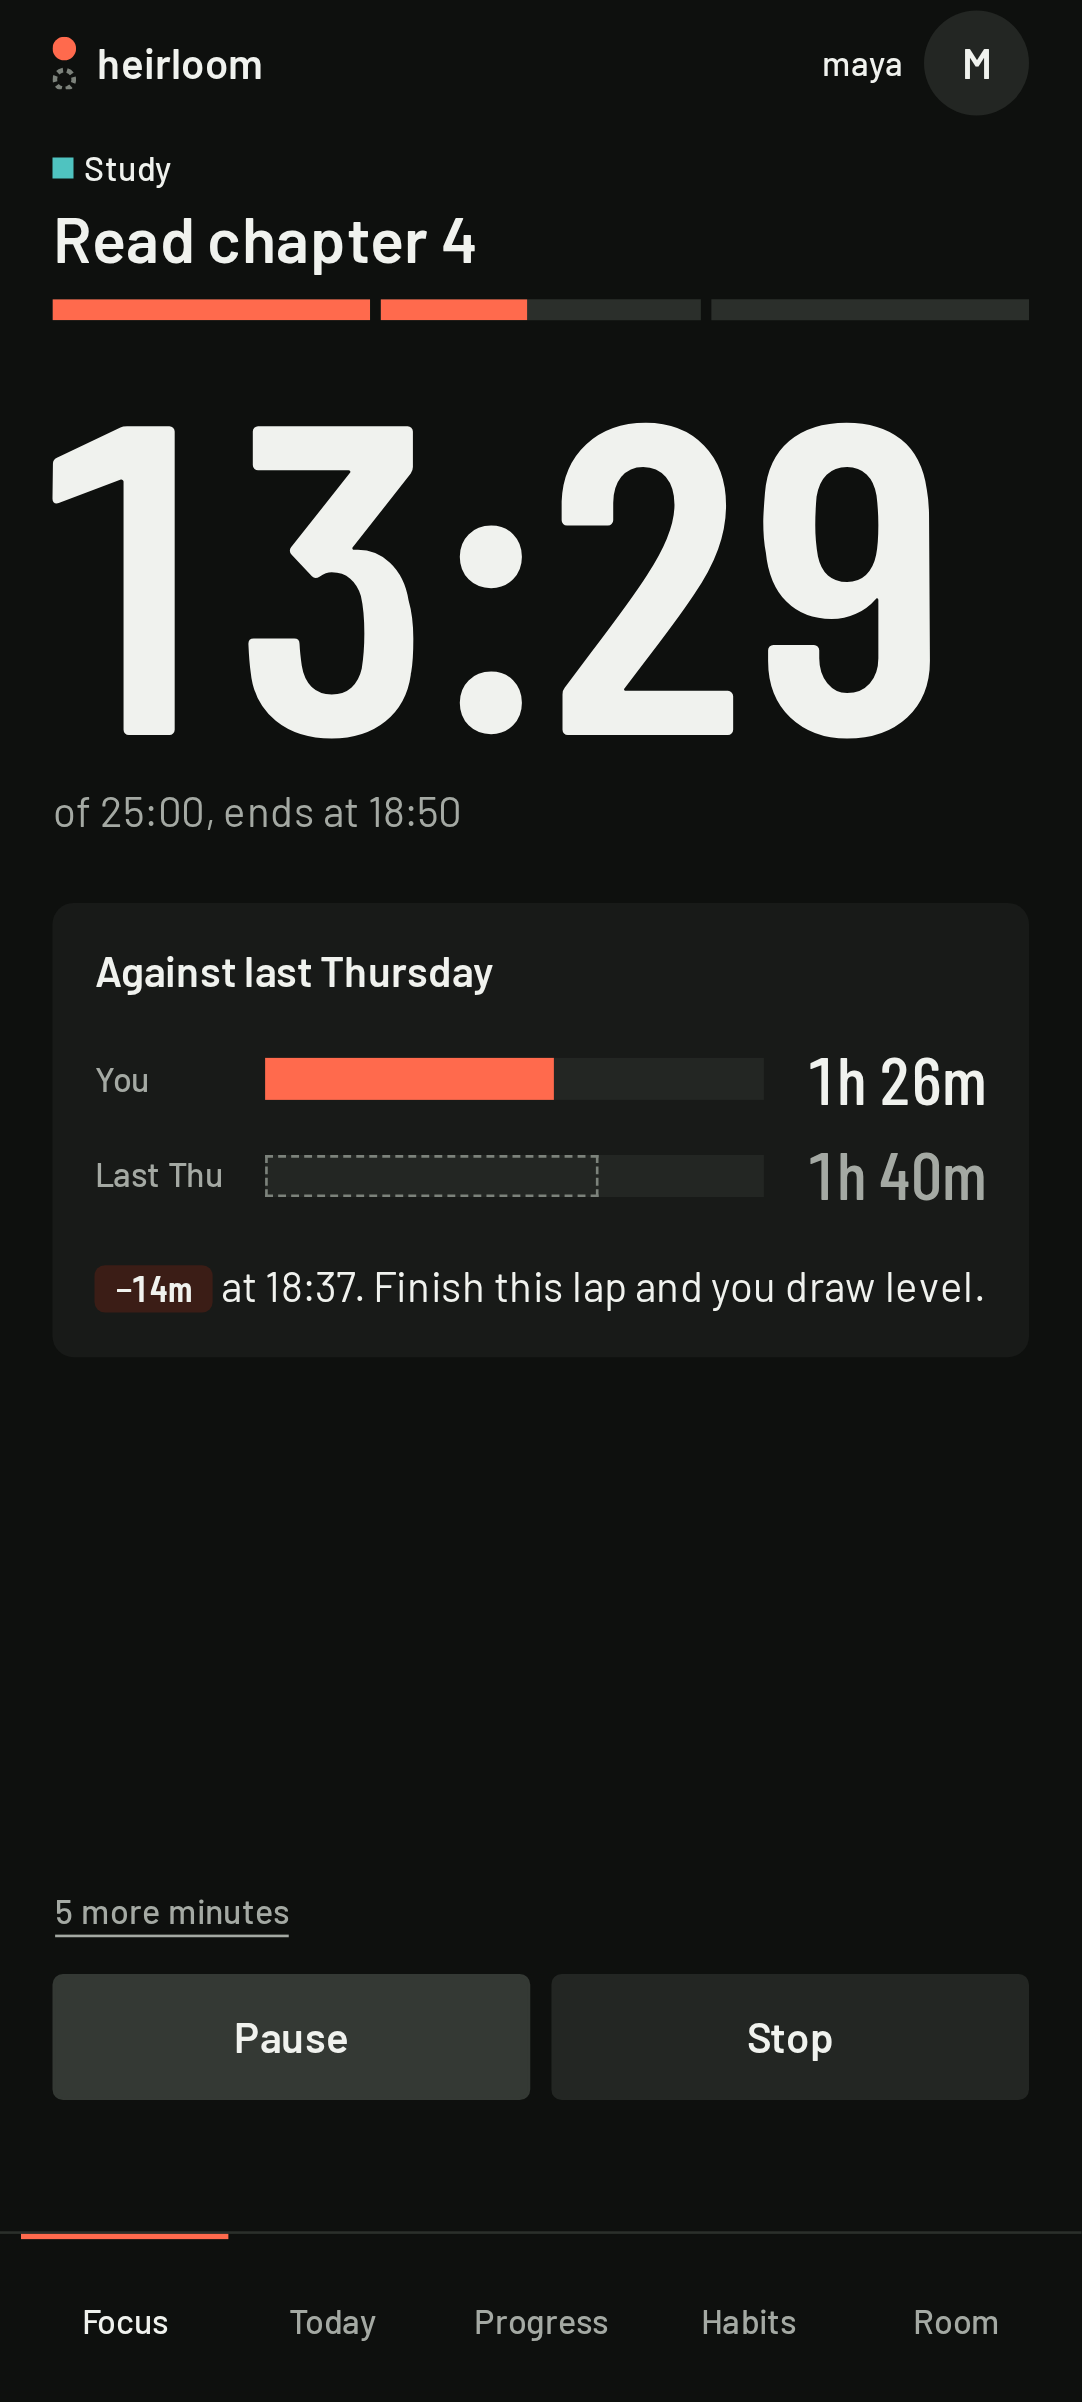 heirloom
maya M
Study
Read chapter 4
13:29
of 25:00, ends at 18:50
Against last Thursday
You 1h 26m
Last Thu 1h 40m
−14m at 18:37. Finish this lap and you draw level.
5 more minutes
Pause Stop
Focus Today Progress Habits Room